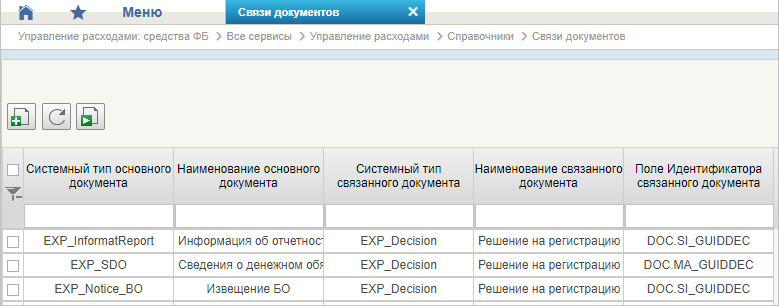 Меню Связи документов ×
Управление расходами: средства ФБ > Все сервисы > Управление расходами > Справочники > Связи документов
Системный тип основного документа
Наименование основного документа
Системный тип связанного документа
Наименование связанного документа
Поле Идентификатора связанного документа
EXP_InformatReport Информация об отчетност EXP_Decision Решение на регистрацию DOC.SI_GUIDDEC
EXP_SDO Сведения о денежном обя EXP_Decision Решение на регистрацию DOC.MA_GUIDDEC
EXP_Notice_BO Извещение БО EXP_Decision Решение на регистрацию DOC.SI_GUIDDEC